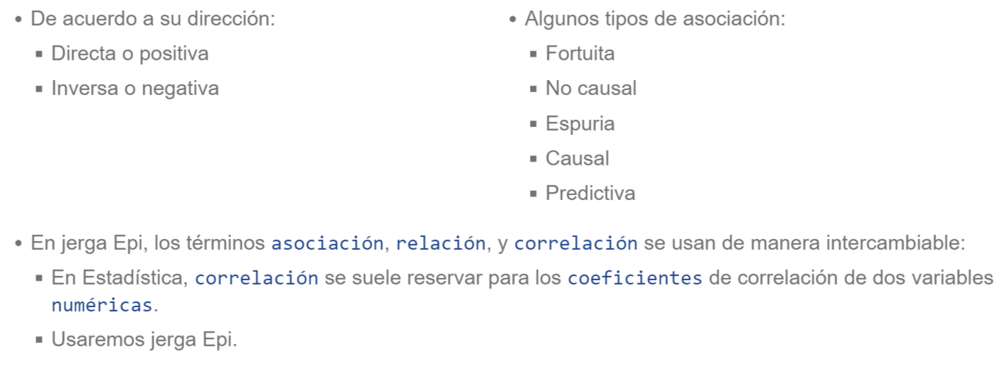 De acuerdo a su dirección:
Directa o positiva
Inversa o negativa
Algunos tipos de asociación:
Fortuita
No causal
Espuria
Causal
Predictiva
En jerga Epi, los términos asociación, relación, y correlación se usan de manera intercambiable:
En Estadística, correlación se suele reservar para los coeficientes de correlación de dos variables
numéricas.
Usaremos jerga Epi.